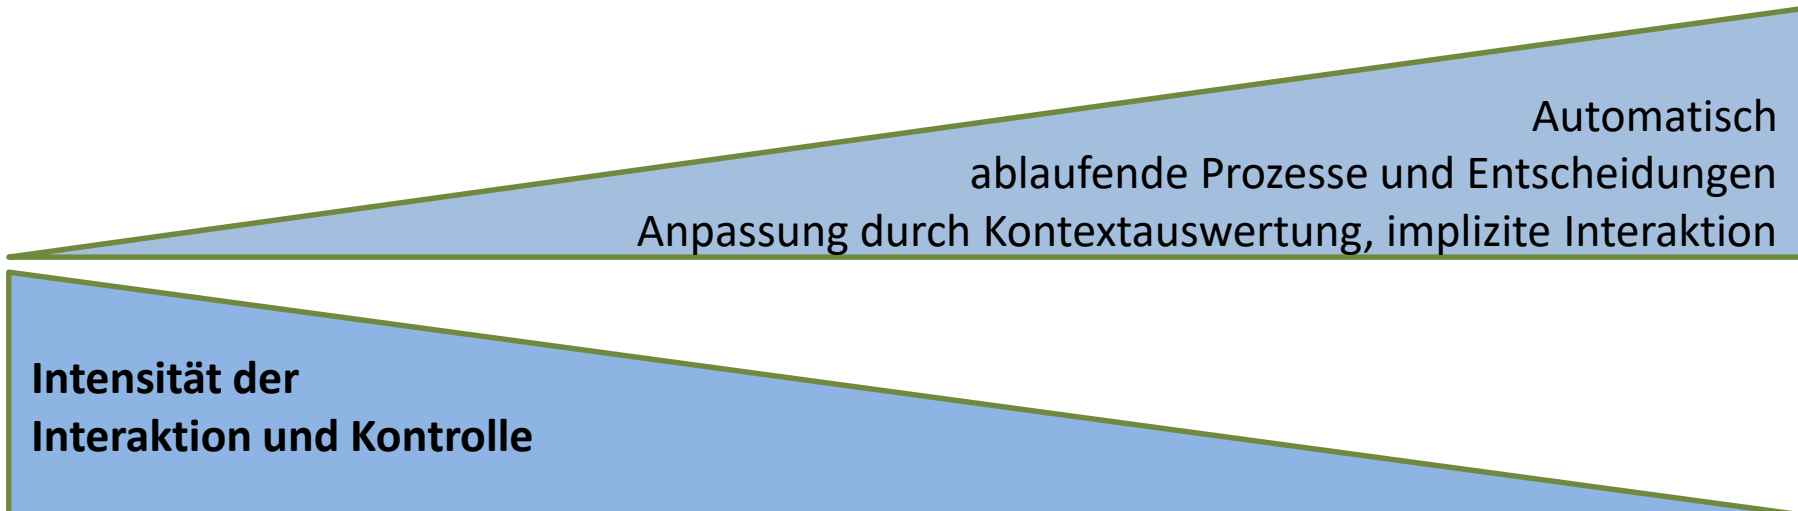 Automatisch
ablaufende Prozesse und Entscheidungen
Anpassung durch Kontextauswertung, implizite Interaktion
Intensität der
Interaktion und Kontrolle